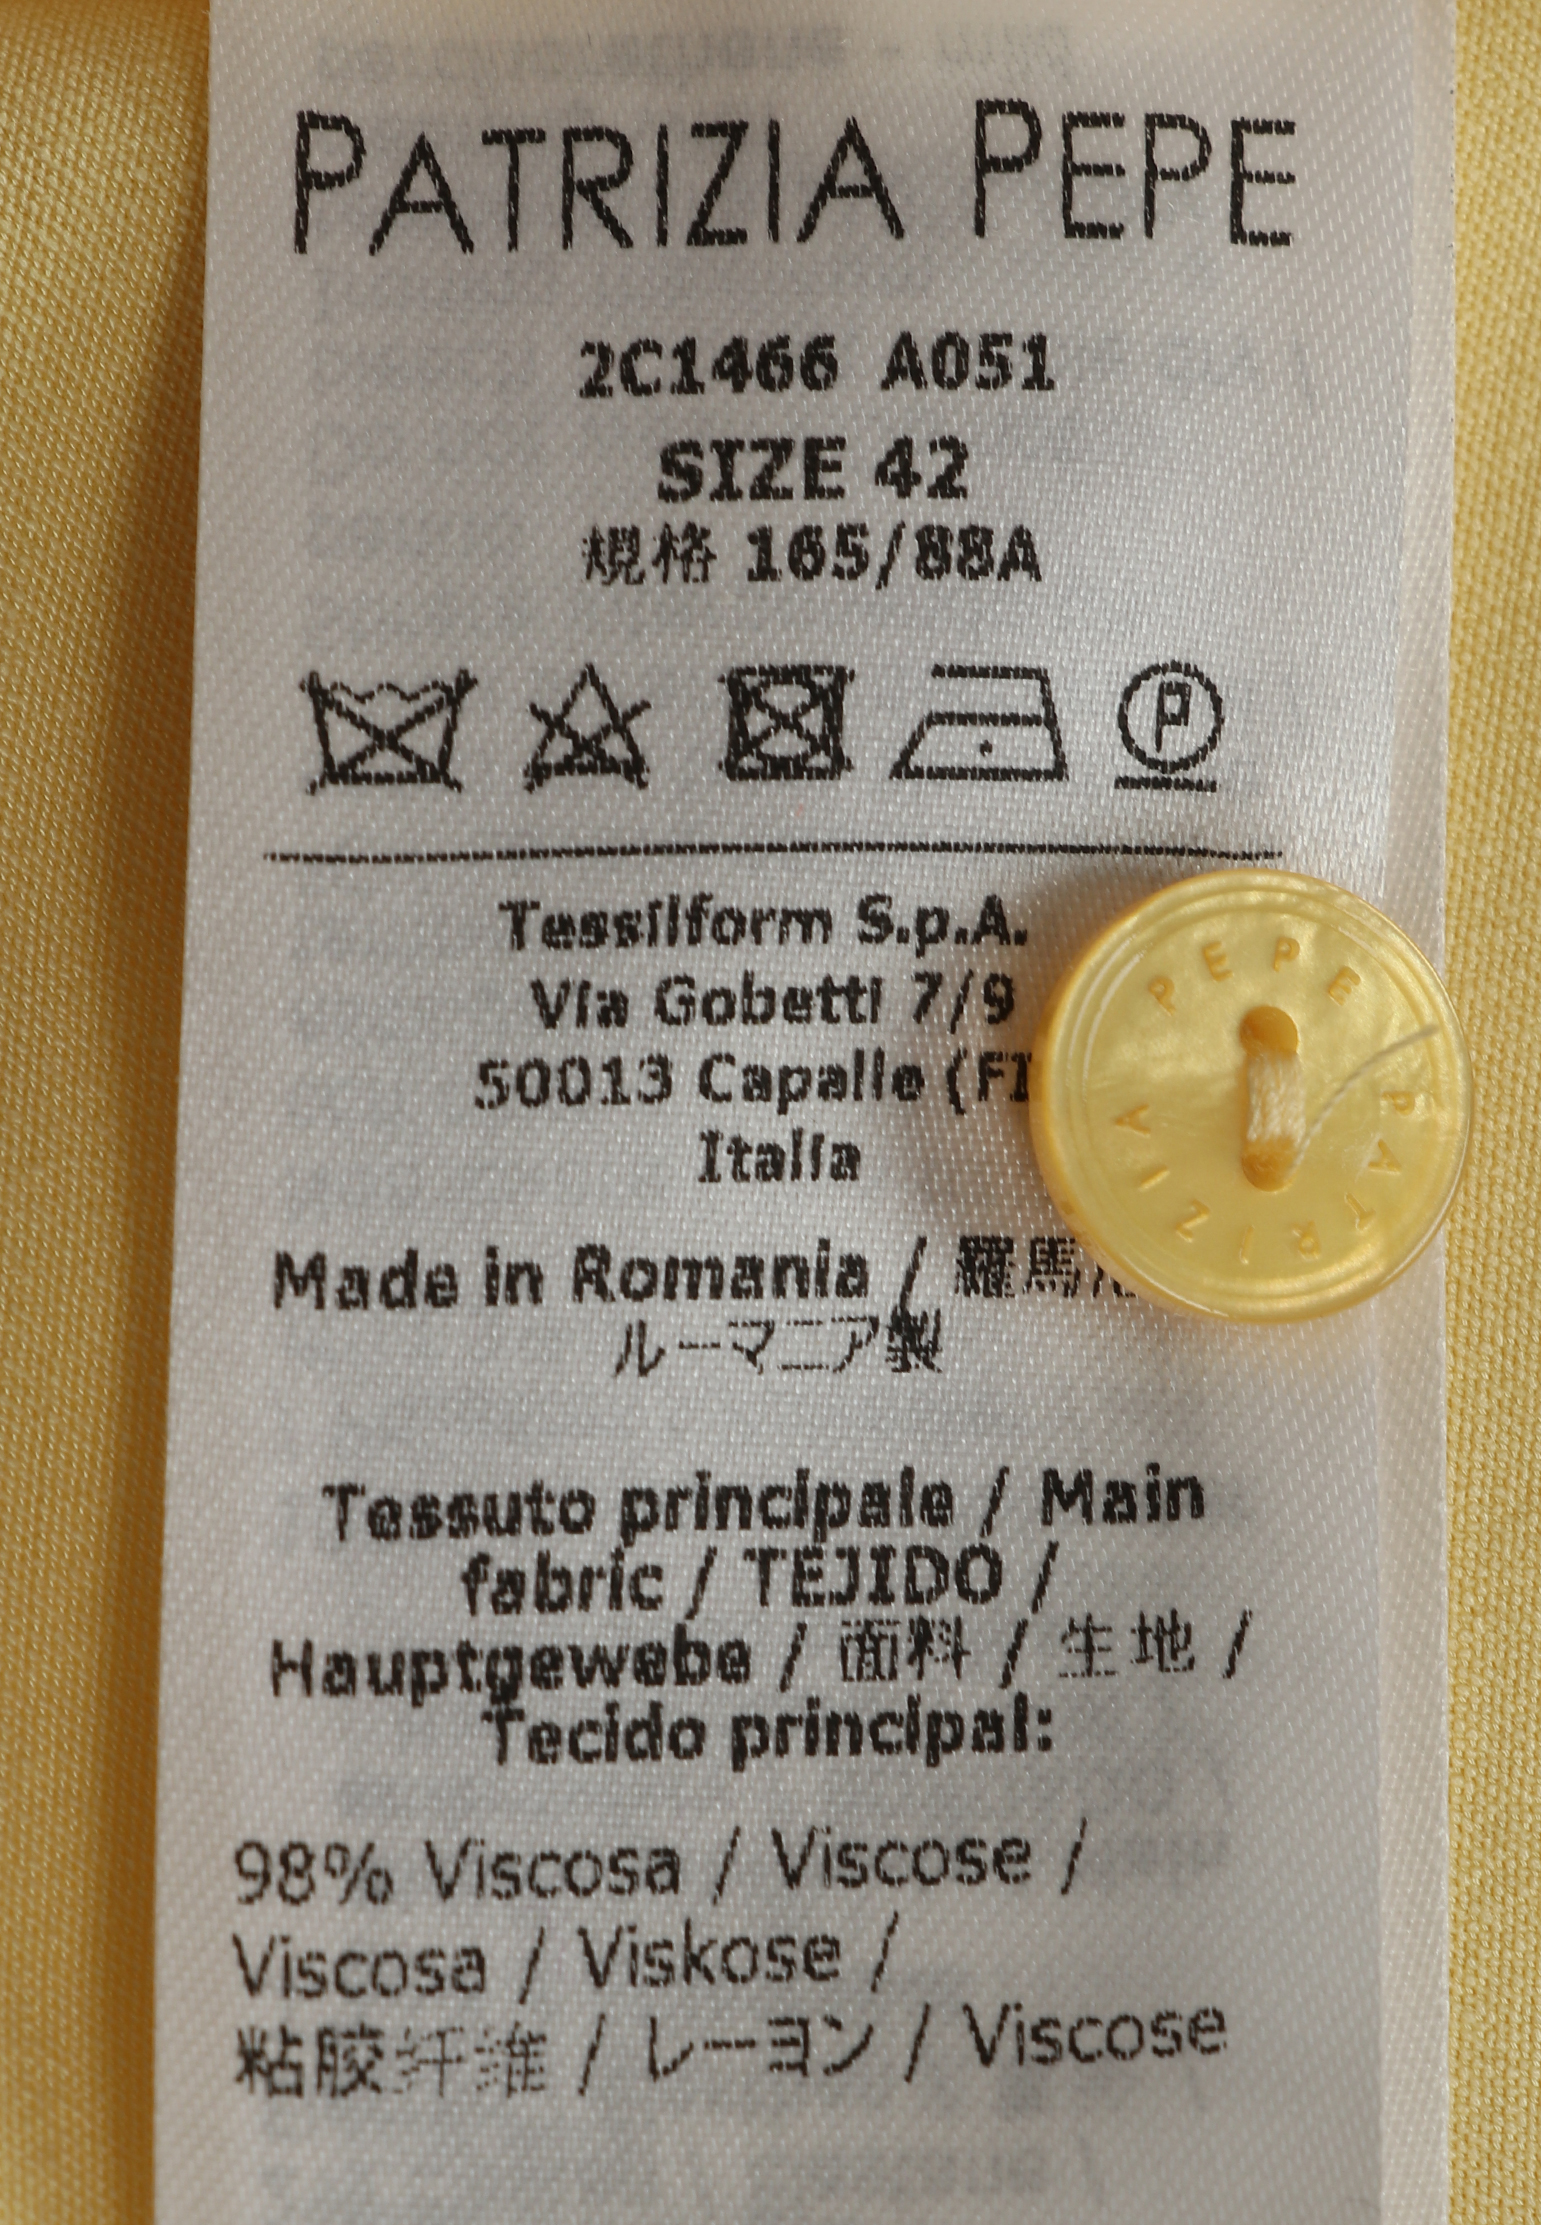 PATRIZIA PEPE
2C1466 A051
SIZE 42
規格 165/88A
P
Tessilform S.p.A.
Via Gobetti 7/9
50013 Capalle (FI
Italia
PATRIZIA PEPE
Made in Romania / 羅馬
ルーマニア製
Tessuto principale / Main
fabric / TEJIDO /
Hauptgewebe / 面料 / 生地 /
Tecido principal:
98% Viscosa / Viscose /
Viscosa / Viskose /
粘胶纤维 / レーヨン / Viscose